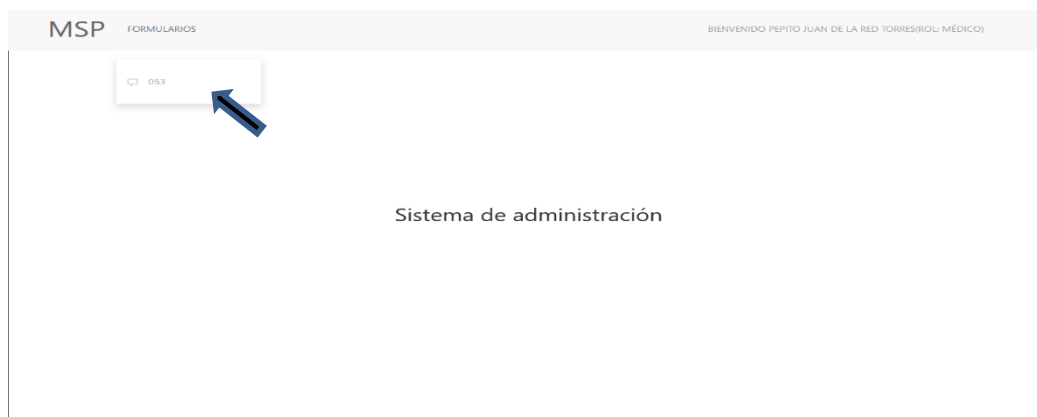 MSP FORMULARIOS BIENVENIDO PEPITO JUAN DE LA RED TORRES(ROL: MÉDICO)
053
Sistema de administración